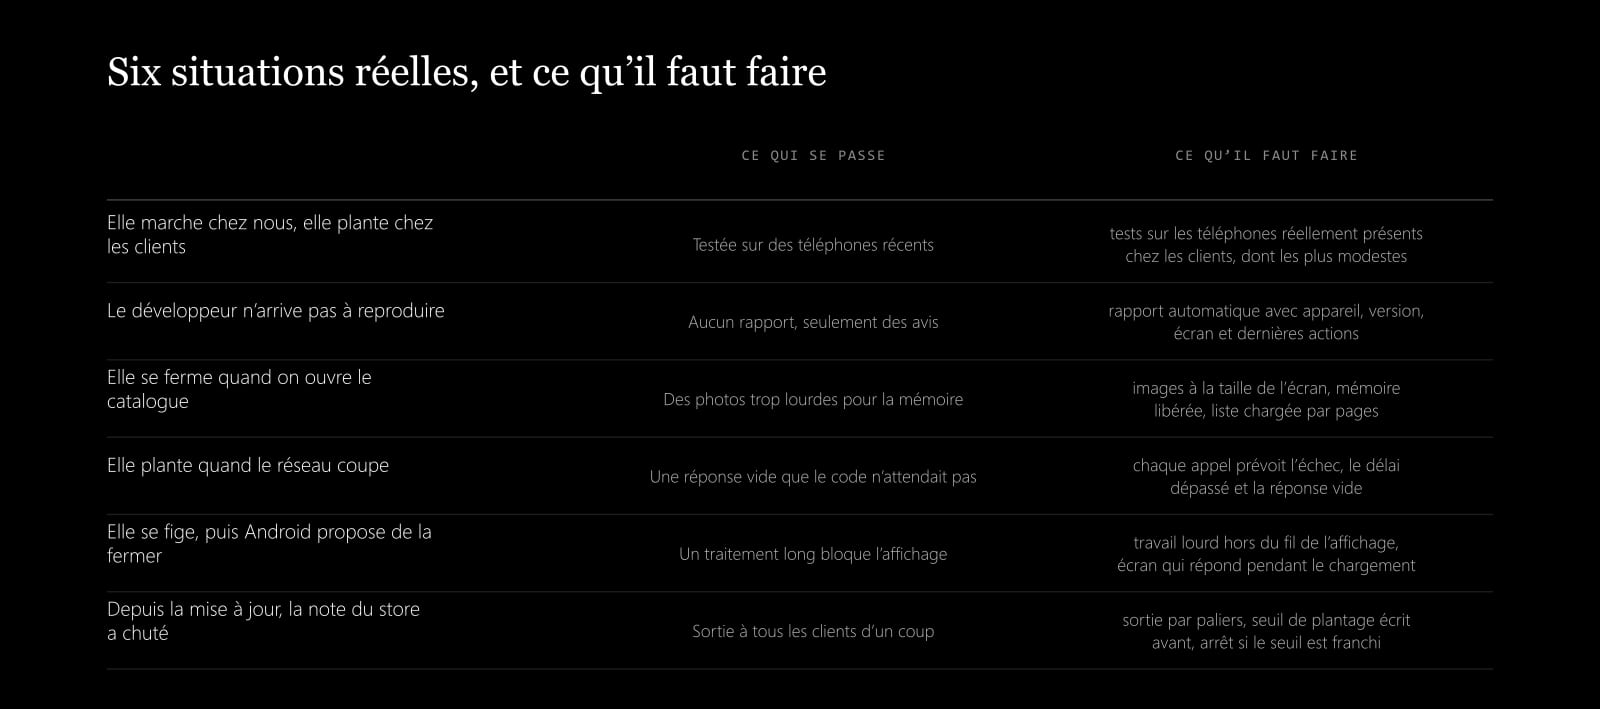 Six situations réelles, et ce qu’il faut faire
CE QUI SE PASSE
CE QU’IL FAUT FAIRE
Elle marche chez nous, elle plante chez
les clients
Testée sur des téléphones récents
tests sur les téléphones réellement présents
chez les clients, dont les plus modestes
Le développeur n’arrive pas à reproduire
Aucun rapport, seulement des avis
rapport automatique avec appareil, version,
écran et dernières actions
Elle se ferme quand on ouvre le
catalogue
Des photos trop lourdes pour la mémoire
images à la taille de l’écran, mémoire
libérée, liste chargée par pages
Elle plante quand le réseau coupe
Une réponse vide que le code n’attendait pas
chaque appel prévoit l’échec, le délai
dépassé et la réponse vide
Elle se fige, puis Android propose de la
fermer
Un traitement long bloque l’affichage
travail lourd hors du fil de l’affichage,
écran qui répond pendant le chargement
Depuis la mise à jour, la note du store
a chuté
Sortie à tous les clients d’un coup
sortie par paliers, seuil de plantage écrit
avant, arrêt si le seuil est franchi